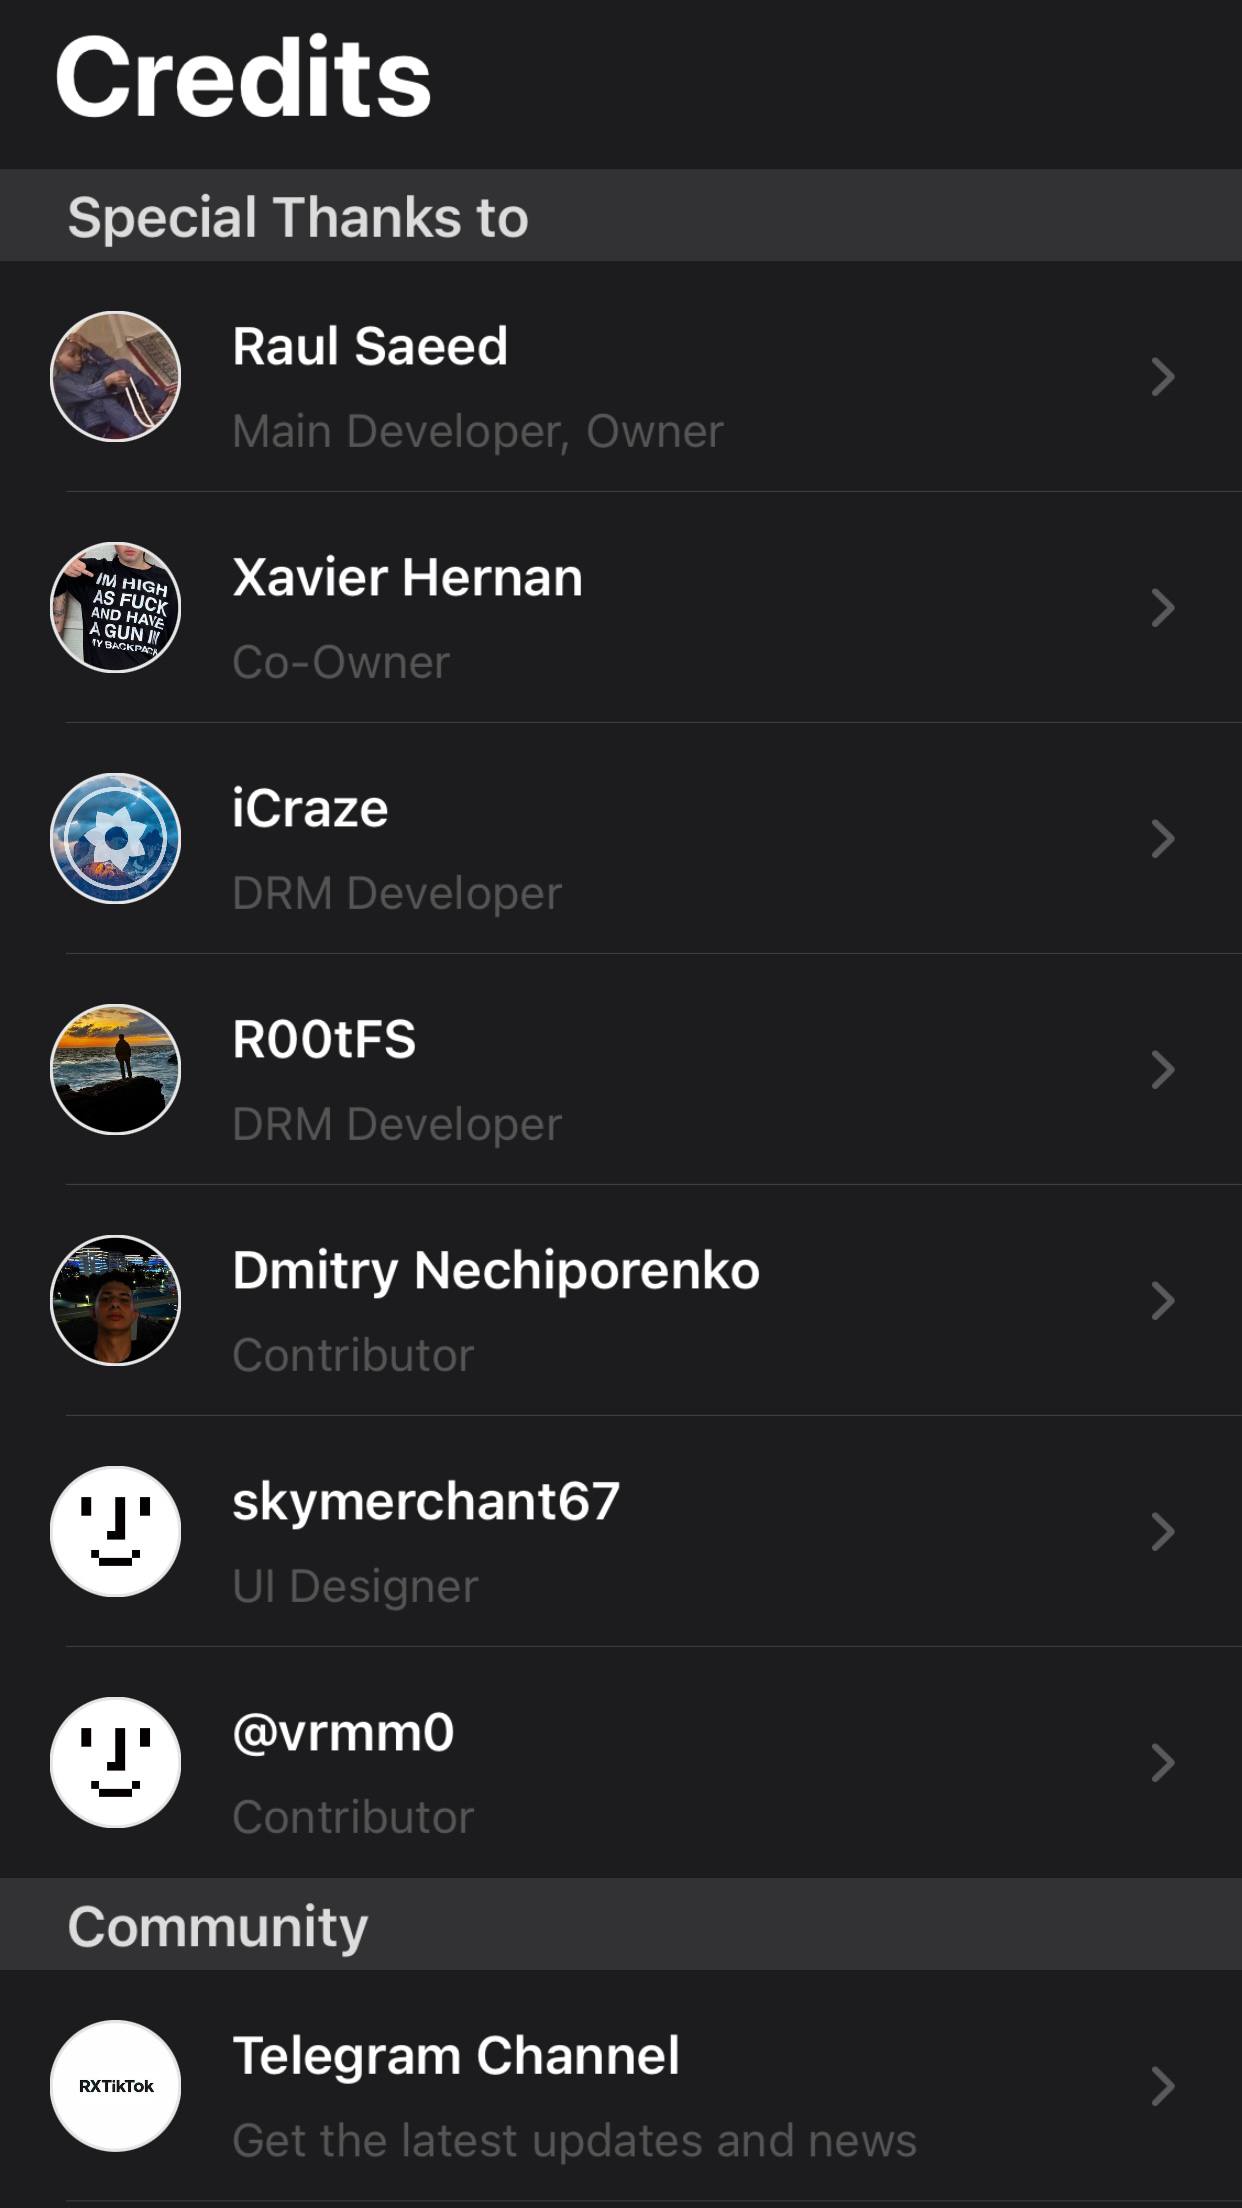 Credits
Special Thanks to
Raul Saeed
Main Developer, Owner
IM HIGH
AS FUCK
AND HAVE
A GUN IN
MY BACKPACK
Xavier Hernan
Co-Owner
iCraze
DRM Developer
R00tFS
DRM Developer
Dmitry Nechiporenko
Contributor
skymerchant67
UI Designer
@vrmm0
Contributor
Community
RXTikTok
Telegram Channel
Get the latest updates and news